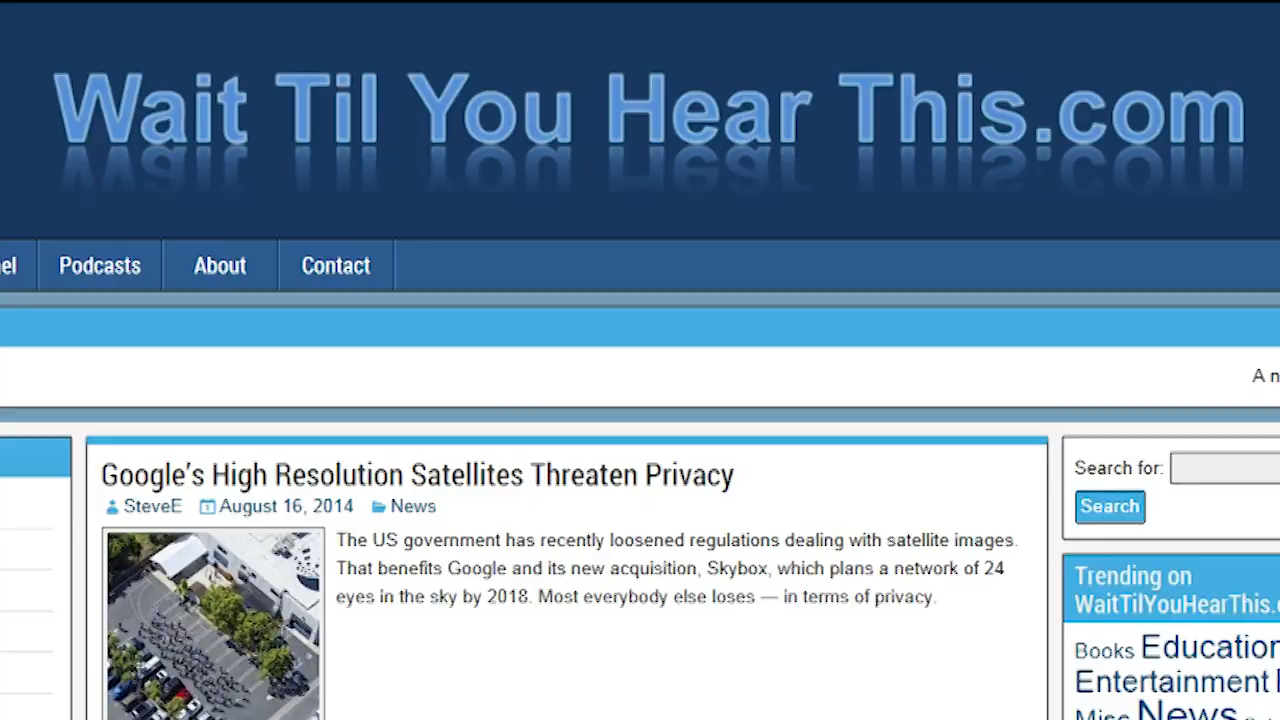 Wait Til You Hear This.com
Podcasts About Contact
A
Google's High Resolution Satellites Threaten Privacy
SteveE August 16, 2014 News
The US government has recently loosened regulations dealing with satellite images.
That benefits Google and its new acquisition, Skybox, which plans a network of 24
eyes in the sky by 2018. Most everybody else loses — in terms of privacy.
Search for:
Search
Trending on
WaitTilYouHearThis.
Books Education
Entertainment
Misc News